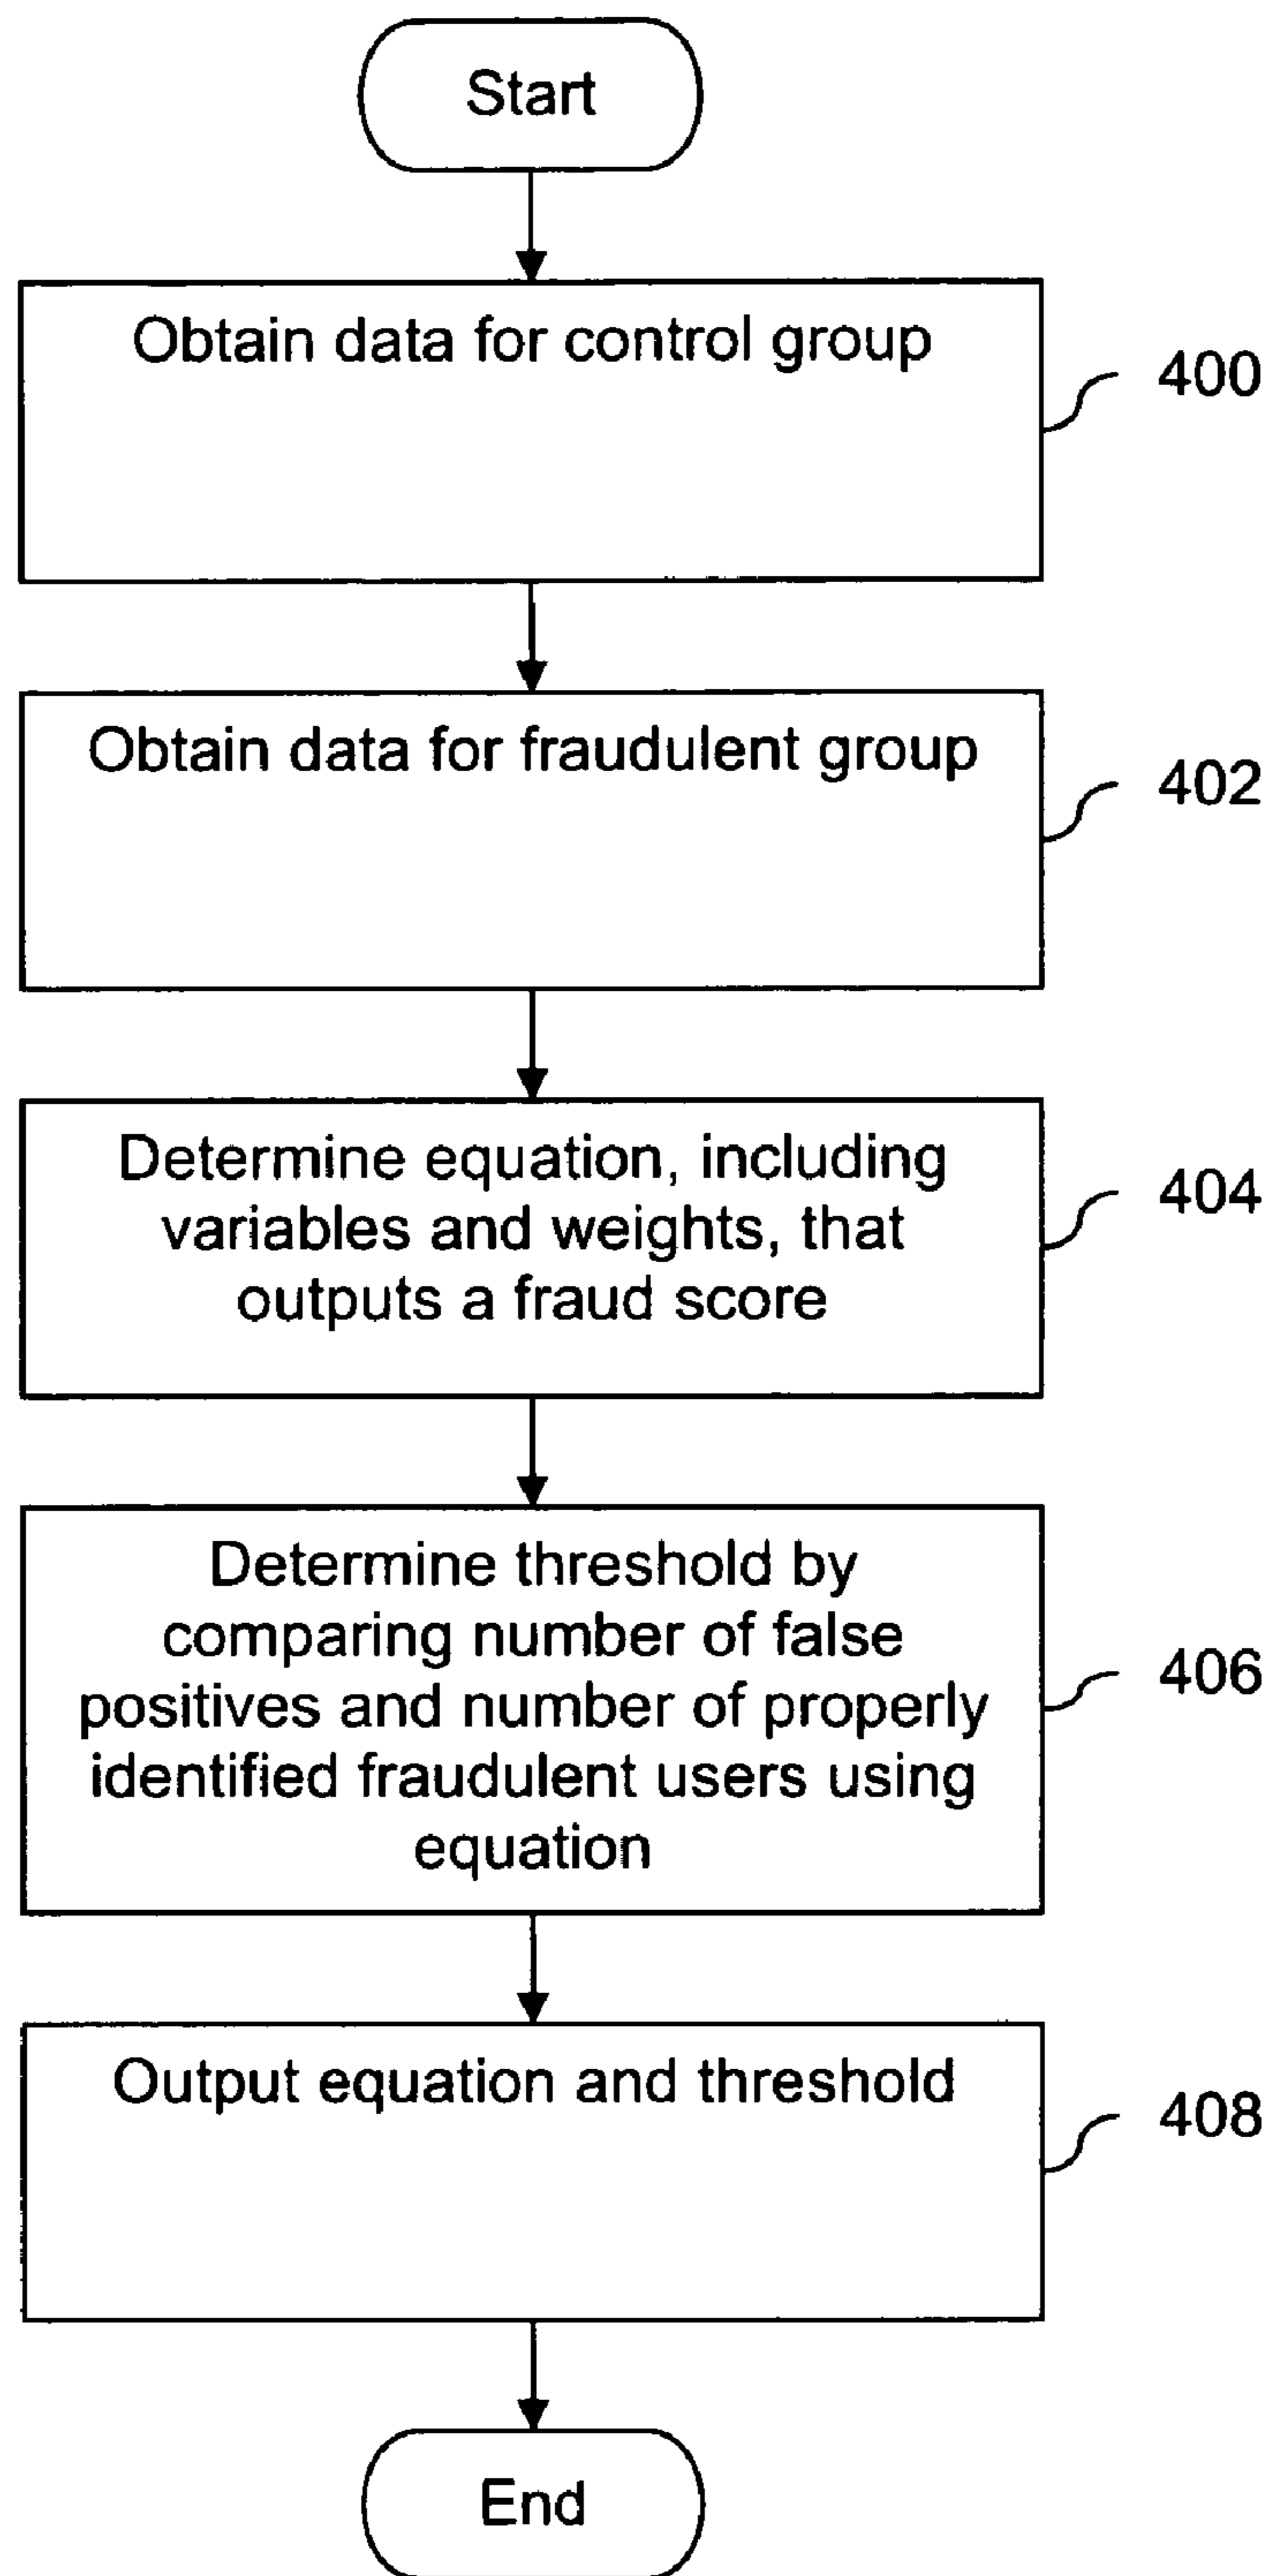 Start
Obtain data for control group
400
Obtain data for fraudulent group
402
Determine equation, including
variables and weights, that
outputs a fraud score
404
Determine threshold by
comparing number of false
positives and number of properly
identified fraudulent users using
equation
406
Output equation and threshold
408
End